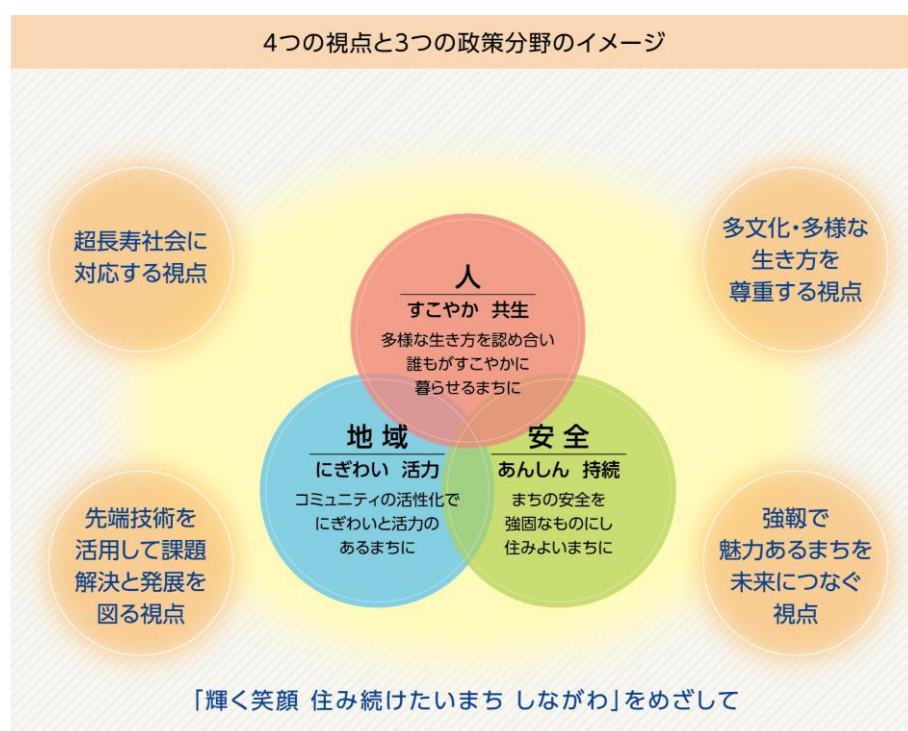 4つの視点と3つの政策分野のイメージ
超長寿社会に
対応する視点
多文化・多様な
生き方を
尊重する視点
人
すこやか 共生
多様な生き方を認め合い
誰もがすこやかに
暮らせるまちに
地域
にぎわい 活力
コミュニティの活性化で
にぎわいと活力の
あるまちに
安全
あんしん 持続
まちの安全を
強固なものにし
住みよいまちに
先端技術を
活用して課題
解決と発展を
図る視点
強靱で
魅力あるまちを
未来につなぐ
視点
「輝く笑顔 住み続けたいまち しながわ」をめざして